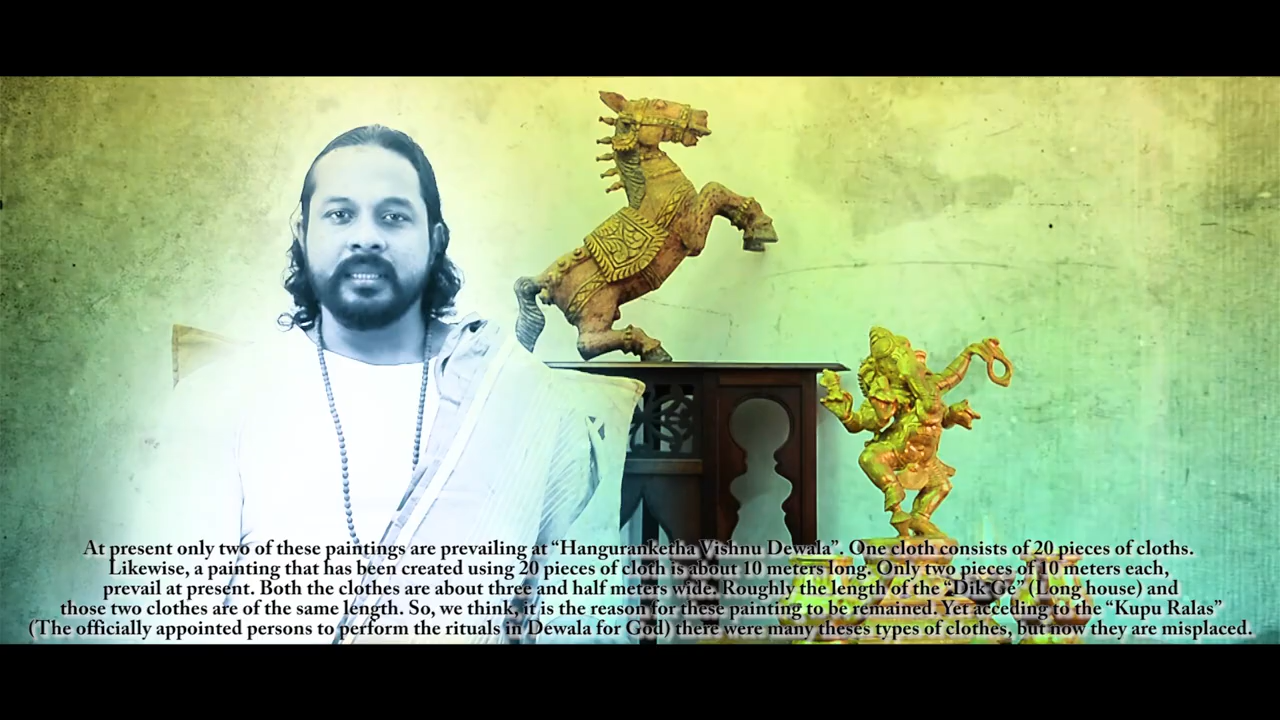 At present only two of these paintings are prevailing at “Hanguranketha Vishnu Dewala”. One cloth consists of 20 pieces of cloths.
Likewise, a painting that has been created using 20 pieces of cloth is about 10 meters long. Only two pieces of 10 meters each,
prevail at present. Both the clothes are about three and half meters wide. Roughly the length of the “Dik Ge” (Long house) and
those two clothes are of the same length. So, we think, it is the reason for these painting to be remained. Yet acceding to the “Kupu Ralas”
(The officially appointed persons to perform the rituals in Dewala for God) there were many theses types of clothes, but now they are misplaced.